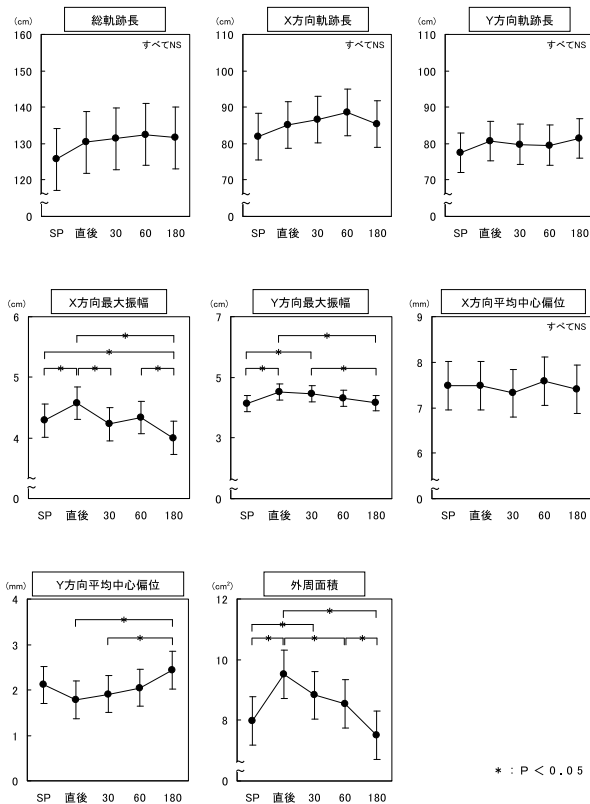 総軌跡長
(cm)
すべてNS
160
140
130
120
0
SP 直後 30 60 180
X方向軌跡長
(cm)
すべてNS
110
100
90
80
70
0
SP 直後 30 60 180
Y方向軌跡長
(cm)
すべてNS
110
100
90
80
70
0
SP 直後 30 60 180
X方向最大振幅
(cm)
6
5
4
0
* * * * *
SP 直後 30 60 180
Y方向最大振幅
(cm)
7
5
3
0
* * * *
SP 直後 30 60 180
X方向平均中心偏位
(mm)
すべてNS
9
8
7
6
0
SP 直後 30 60 180
Y方向平均中心偏位
(mm)
4
3
2
1
0
* *
SP 直後 30 60 180
外周面積
(cm²)
12
10
8
0
* * * * *
SP 直後 30 60 180
* : P < 0.05